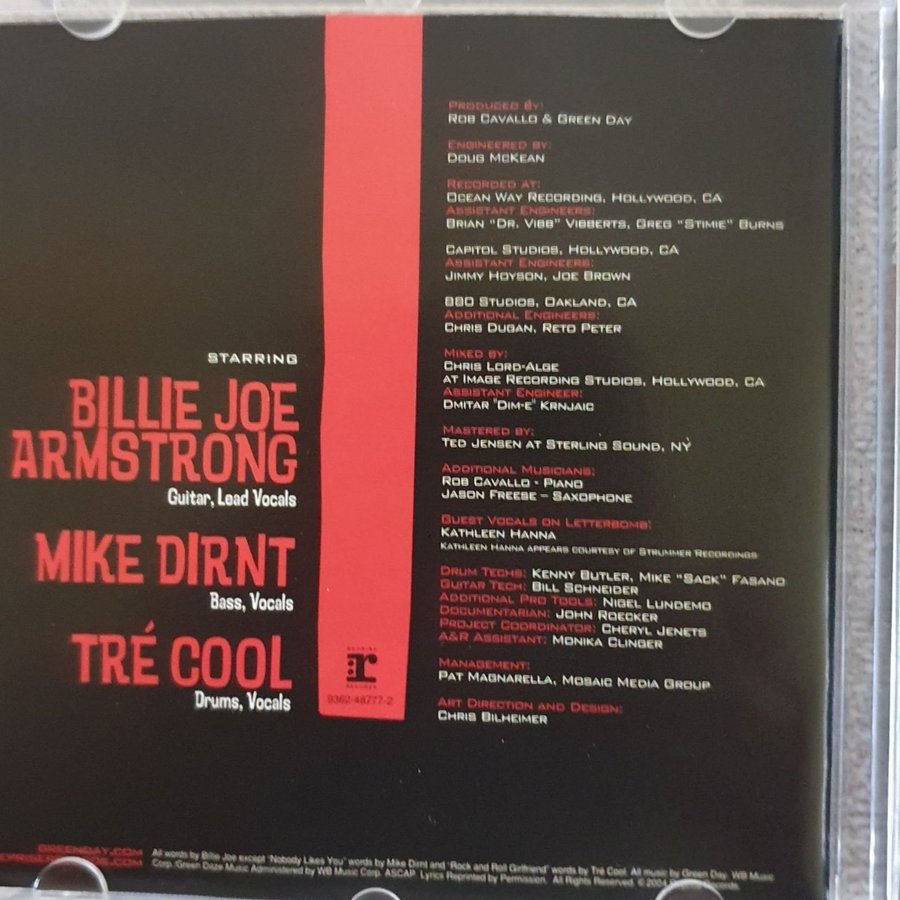 STARRING
BILLIE JOE
ARMSTRONG
Guitar, Lead Vocals
MIKE DIRNT
Bass, Vocals
TRÉ COOL
Drums, Vocals
REPRISE
r
RECORDS
9362-48777-2
PRODUCED BY:
ROB CAVALLO & GREEN DAY
ENGINEERED BY:
DOUG MCKEAN
RECORDED AT:
OCEAN WAY RECORDING, HOLLYWOOD, CA
ASSISTANT ENGINEERS:
BRIAN "DR. VIBB" VIBBERTS, GREG "STIMIE" BURNS
CAPITOL STUDIOS, HOLLYWOOD, CA
ASSISTANT ENGINEERS:
JIMMY HOYSON, JOE BROWN
880 STUDIOS, OAKLAND, CA
ADDITIONAL ENGINEERS:
CHRIS DUGAN, RETO PETER
MIXED BY:
CHRIS LORD-ALGE
AT IMAGE RECORDING STUDIOS, HOLLYWOOD, CA
ASSISTANT ENGINEER:
DMITAR "DIM-E" KRNJAIC
MASTERED BY:
TED JENSEN AT STERLING SOUND, NY
ADDITIONAL MUSICIANS:
ROB CAVALLO - PIANO
JASON FREESE – SAXOPHONE
GUEST VOCALS ON LETTERBOMB:
KATHLEEN HANNA
KATHLEEN HANNA APPEARS COURTESY OF STRUMMER RECORDINGS
DRUM TECHS: KENNY BUTLER, MIKE "SACK" FASANO
GUITAR TECH: BILL SCHNEIDER
ADDITIONAL PRO TOOLS: NIGEL LUNDEMO
DOCUMENTARIAN: JOHN ROECKER
PROJECT COORDINATOR: CHERYL JENETS
A&R ASSISTANT: MONIKA CLINGER
MANAGEMENT:
PAT MAGNARELLA, MOSAIC MEDIA GROUP
ART DIRECTION AND DESIGN:
CHRIS BILHEIMER
GREENDAY.COM
All words by Billie Joe except "Nobody Likes You" words by Mike Dirnt and "Rock and Roll Girlfriend" words by Tré Cool. All music by Green Day. WB Music
Corp./Green Daze Music Administered by WB Music Corp. ASCAP. Lyrics Reprinted by Permission. All Rights Reserved. © 2004 Records.